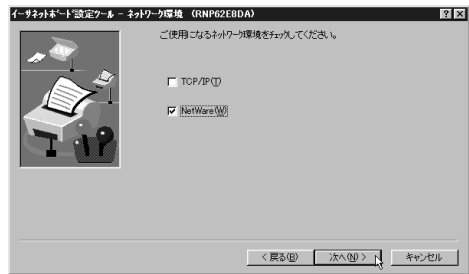 イーサネットボード設定ツール － ネットワーク環境 （RNP62E8DA）
ご使用になるネットワーク環境をチェックしてください。
TCP/IP(T)
NetWare(W)
< 戻る(B)
次へ(N) >
キャンセル